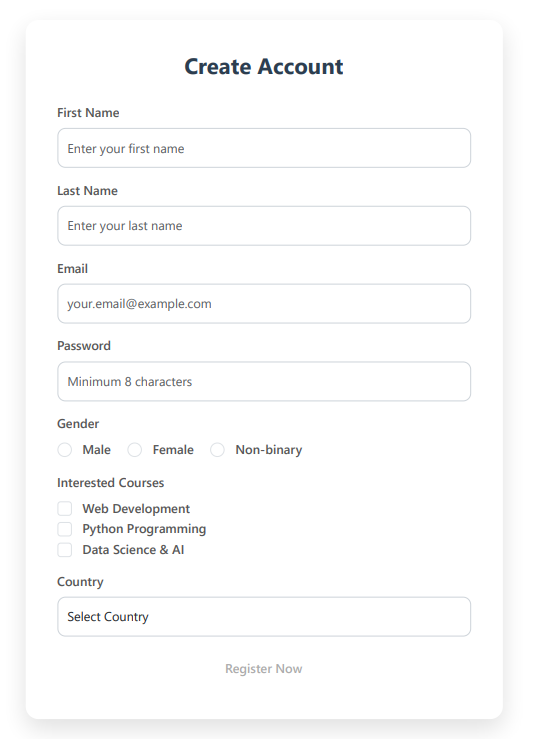 Create Account
First Name
Enter your first name
Last Name
Enter your last name
Email
your.email@example.com
Password
Minimum 8 characters
Gender
Male Female Non-binary
Interested Courses
Web Development
Python Programming
Data Science & AI
Country
Select Country
Register Now